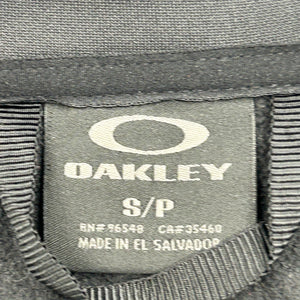 OAKLEY
S/P
RN# 96548 CA# 35460
MADE IN EL SALVADOR